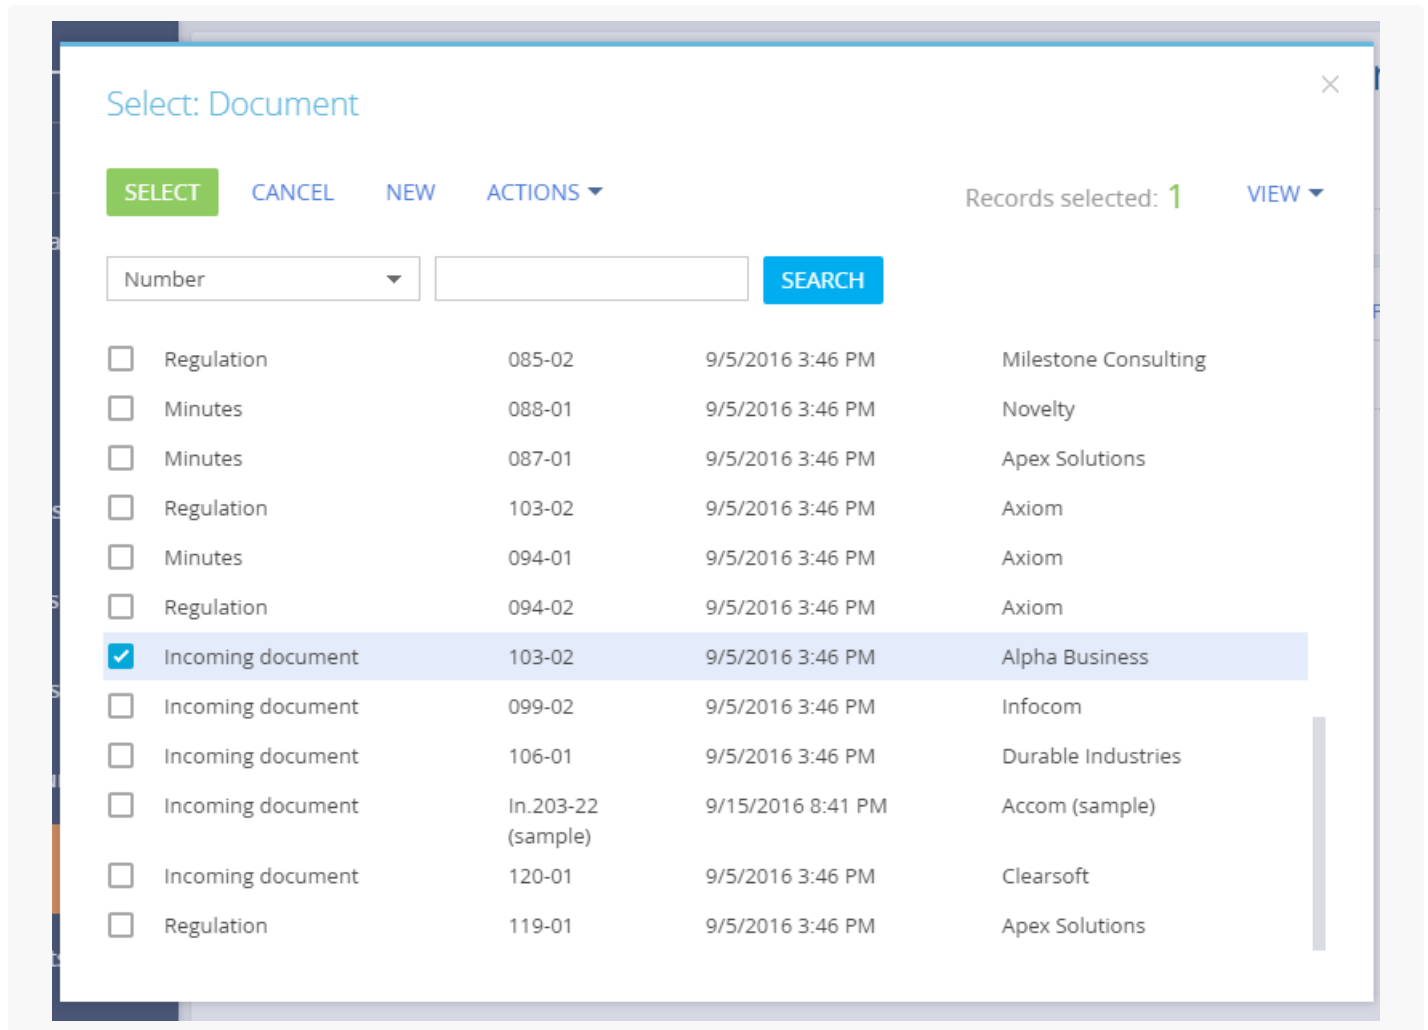 Select: Document
SELECT CANCEL NEW ACTIONS Records selected: 1 VIEW
Number SEARCH
Regulation 085-02 9/5/2016 3:46 PM Milestone Consulting
Minutes 088-01 9/5/2016 3:46 PM Novelty
Minutes 087-01 9/5/2016 3:46 PM Apex Solutions
Regulation 103-02 9/5/2016 3:46 PM Axiom
Minutes 094-01 9/5/2016 3:46 PM Axiom
Regulation 094-02 9/5/2016 3:46 PM Axiom
Incoming document 103-02 9/5/2016 3:46 PM Alpha Business
Incoming document 099-02 9/5/2016 3:46 PM Infocom
Incoming document 106-01 9/5/2016 3:46 PM Durable Industries
Incoming document In.203-22 9/15/2016 8:41 PM Accom (sample)
(sample)
Incoming document 120-01 9/5/2016 3:46 PM Clearsoft
Regulation 119-01 9/5/2016 3:46 PM Apex Solutions